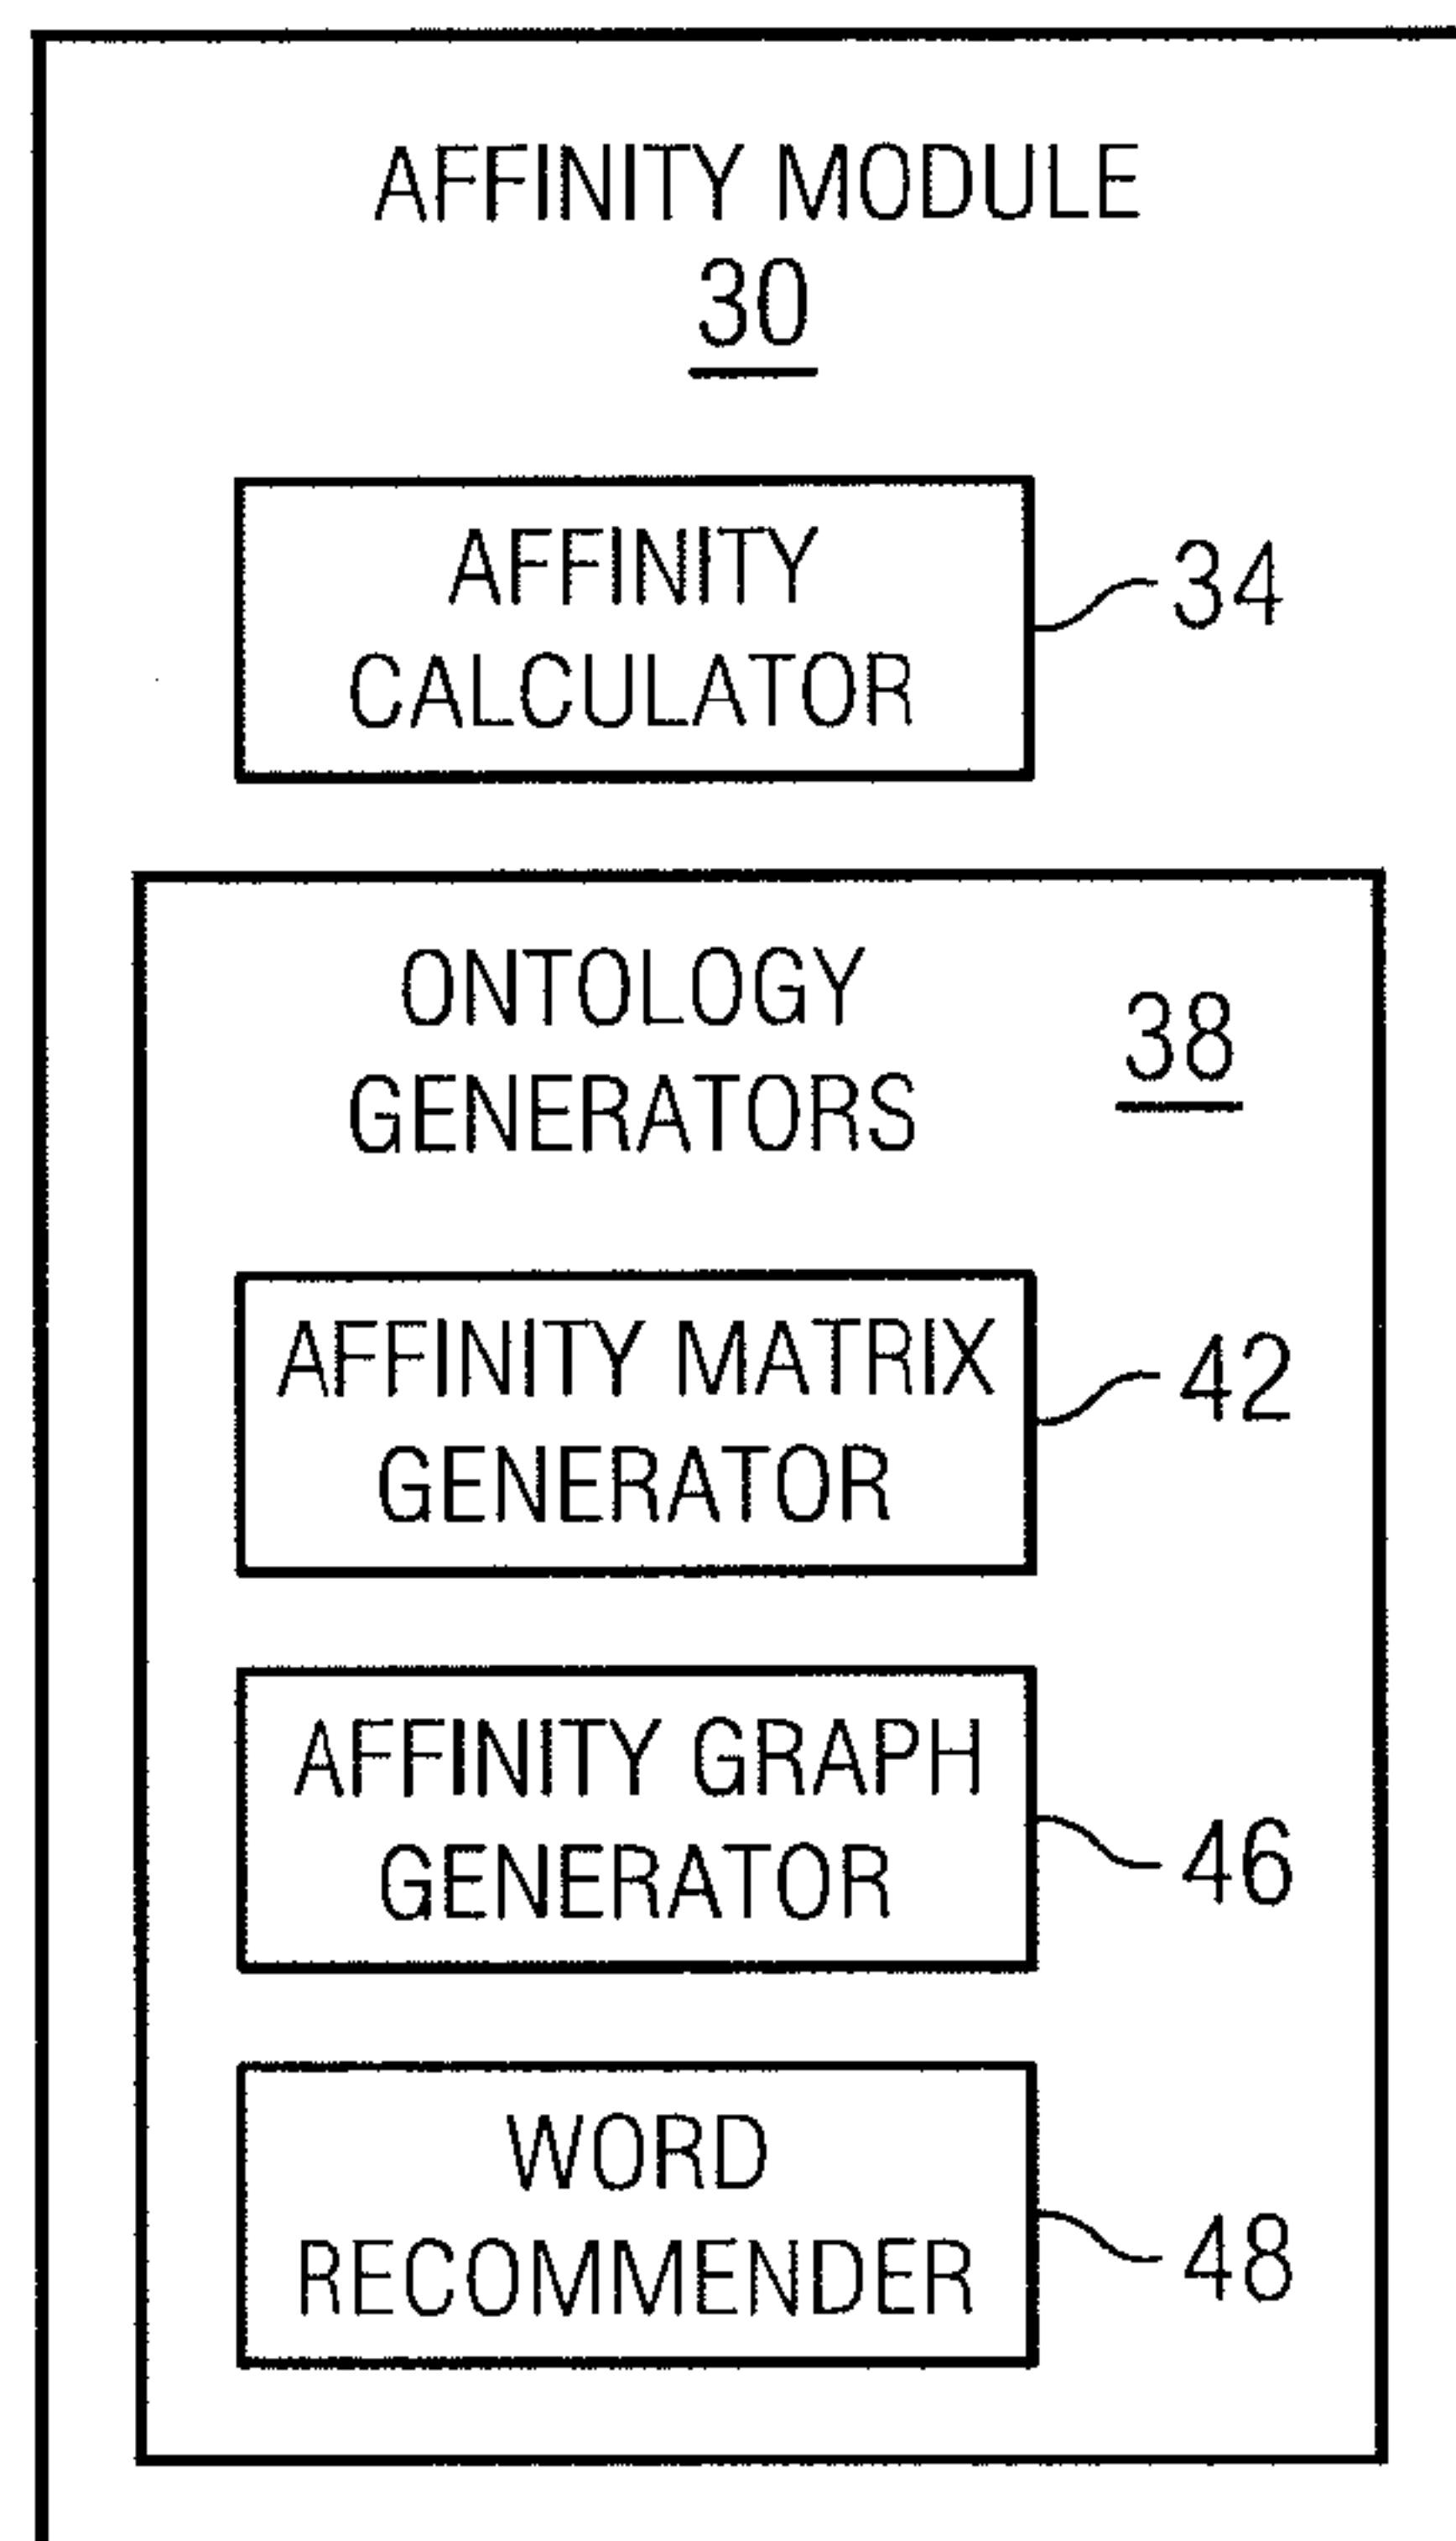 AFFINITY MODULE
30
AFFINITY
CALCULATOR
34
ONTOLOGY
GENERATORS
38
AFFINITY MATRIX
GENERATOR
42
AFFINITY GRAPH
GENERATOR
46
WORD
RECOMMENDER
48